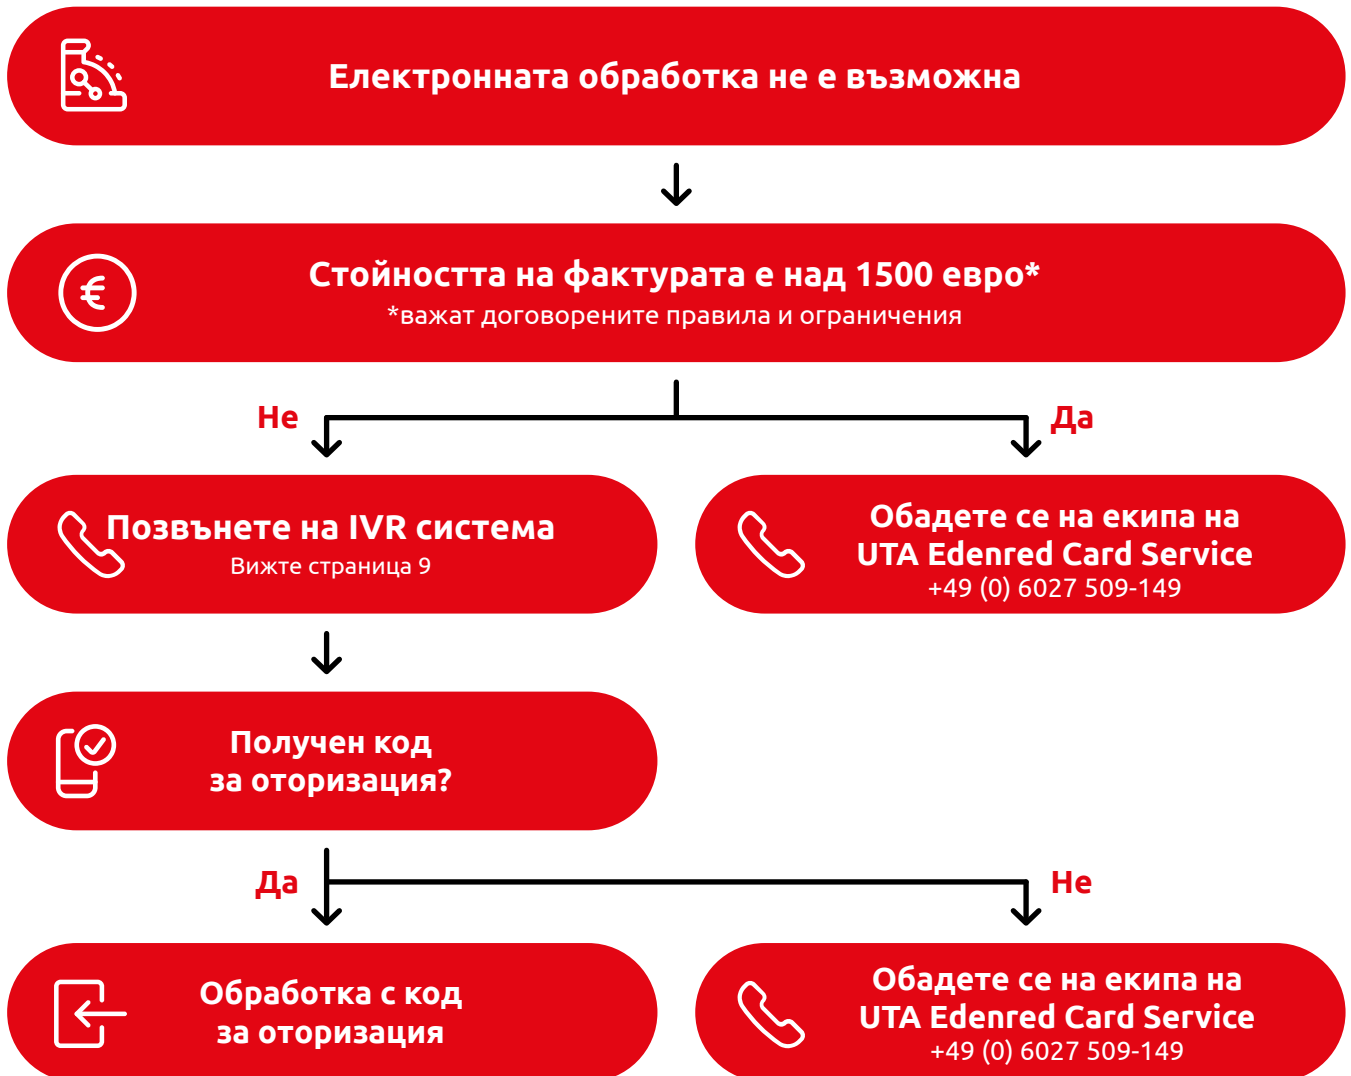 Електронната обработка не е възможна
Стойността на фактурата е над 1500 евро*
*важат договорените правила и ограничения
Не
Да
Позвънете на IVR система
Вижте страница 9
Обадете се на екипа на
UTA Edenred Card Service
+49 (0) 6027 509-149
Получен код
за оторизация?
Да
Не
Обработка с код
за оторизация
Обадете се на екипа на
UTA Edenred Card Service
+49 (0) 6027 509-149